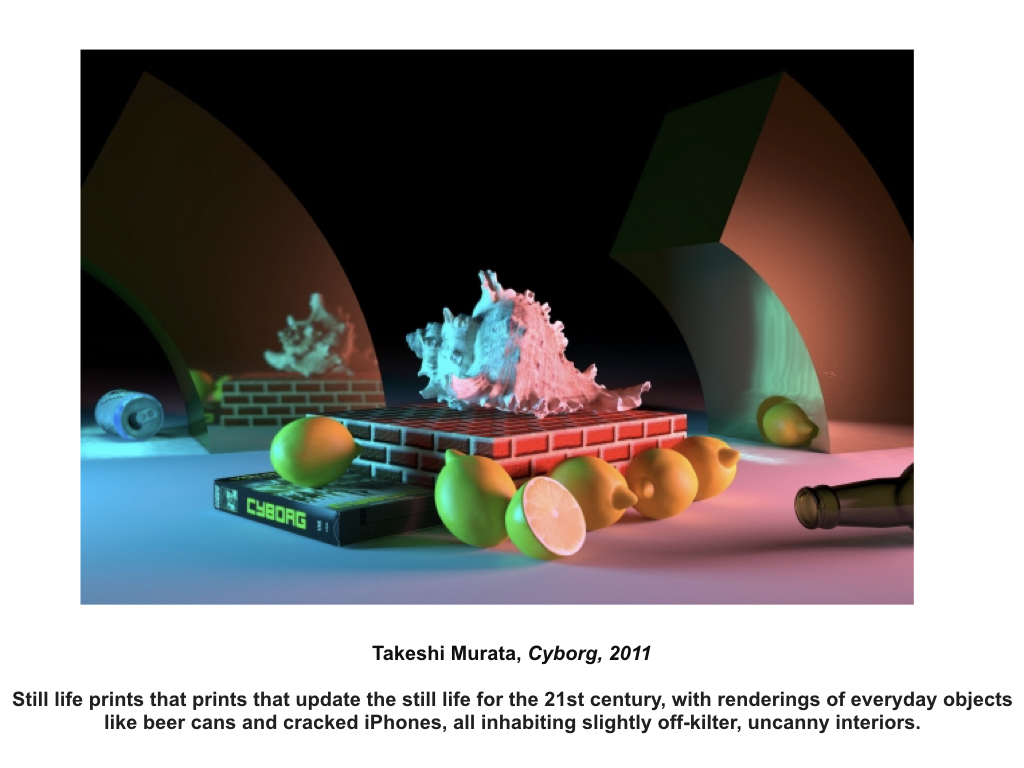 CYBORG
Takeshi Murata, Cyborg, 2011
Still life prints that prints that update the still life for the 21st century, with renderings of everyday objects
like beer cans and cracked iPhones, all inhabiting slightly off-kilter, uncanny interiors.